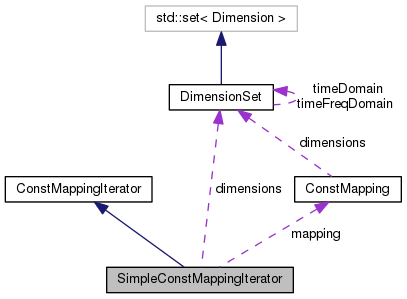 std::set< Dimension >
timeDomain
timeFreqDomain
DimensionSet
dimensions
ConstMappingIterator
dimensions
ConstMapping
mapping
SimpleConstMappingIterator